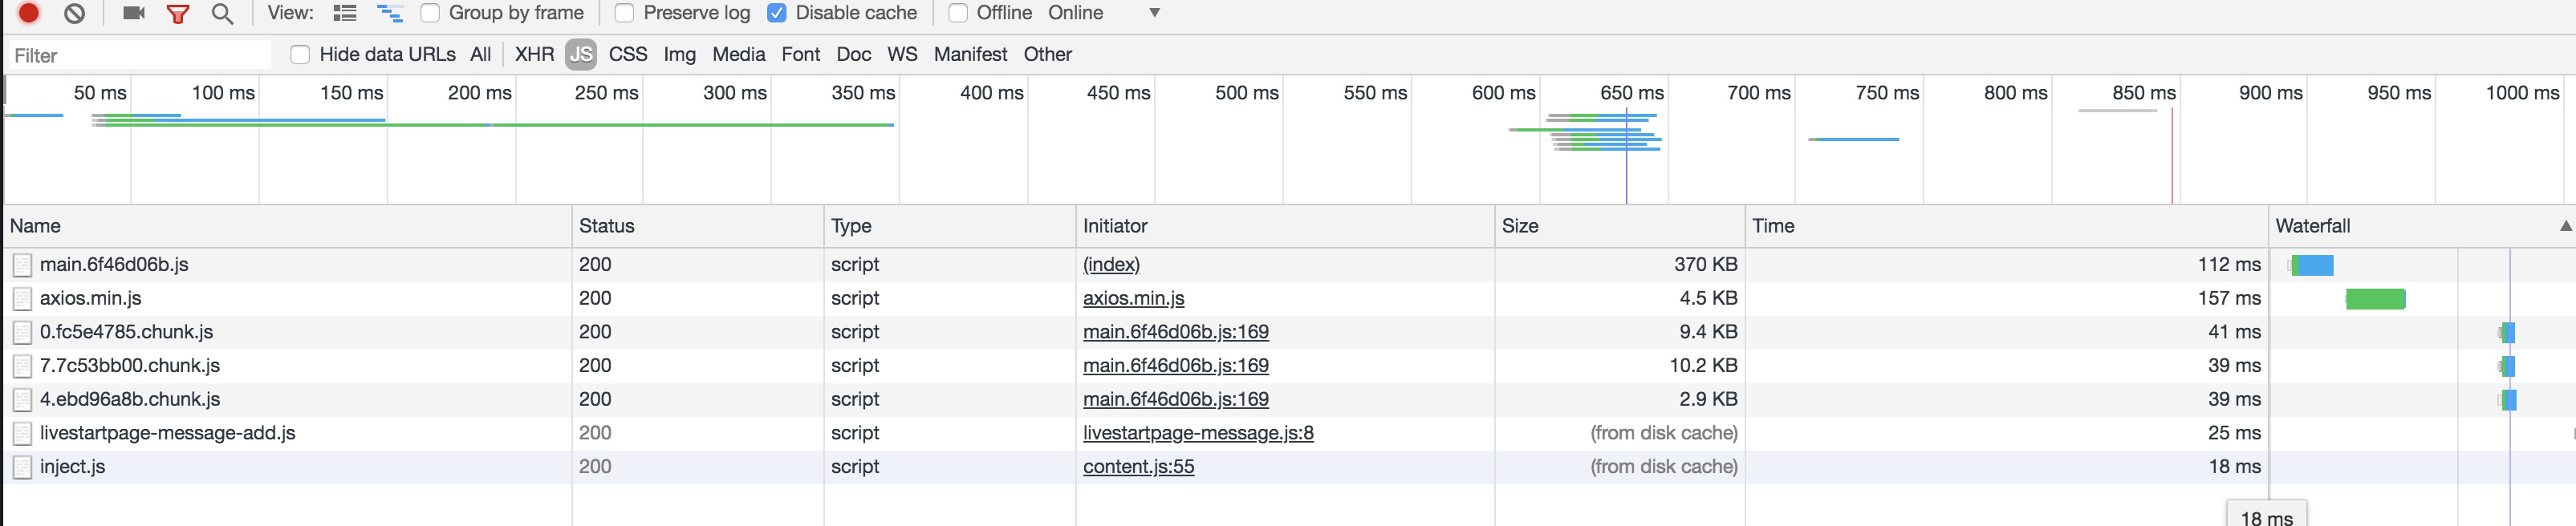 View: Group by frame Preserve log Disable cache Offline Online
Filter Hide data URLs All XHR JS CSS Img Media Font Doc WS Manifest Other
50 ms 100 ms 150 ms 200 ms 250 ms 300 ms 350 ms 400 ms 450 ms 500 ms 550 ms 600 ms 650 ms 700 ms 750 ms 800 ms 850 ms 900 ms 950 ms 1000 ms
Name Status Type Initiator Size Time Waterfall
main.6f46d06b.js 200 script (index) 370 KB 112 ms
axios.min.js 200 script axios.min.js 4.5 KB 157 ms
0.fc5e4785.chunk.js 200 script main.6f46d06b.js:169 9.4 KB 41 ms
7.7c53bb00.chunk.js 200 script main.6f46d06b.js:169 10.2 KB 39 ms
4.ebd96a8b.chunk.js 200 script main.6f46d06b.js:169 2.9 KB 39 ms
livestartpage-message-add.js 200 script livestartpage-message.js:8 (from disk cache) 25 ms
inject.js 200 script content.js:55 (from disk cache) 18 ms
18 ms